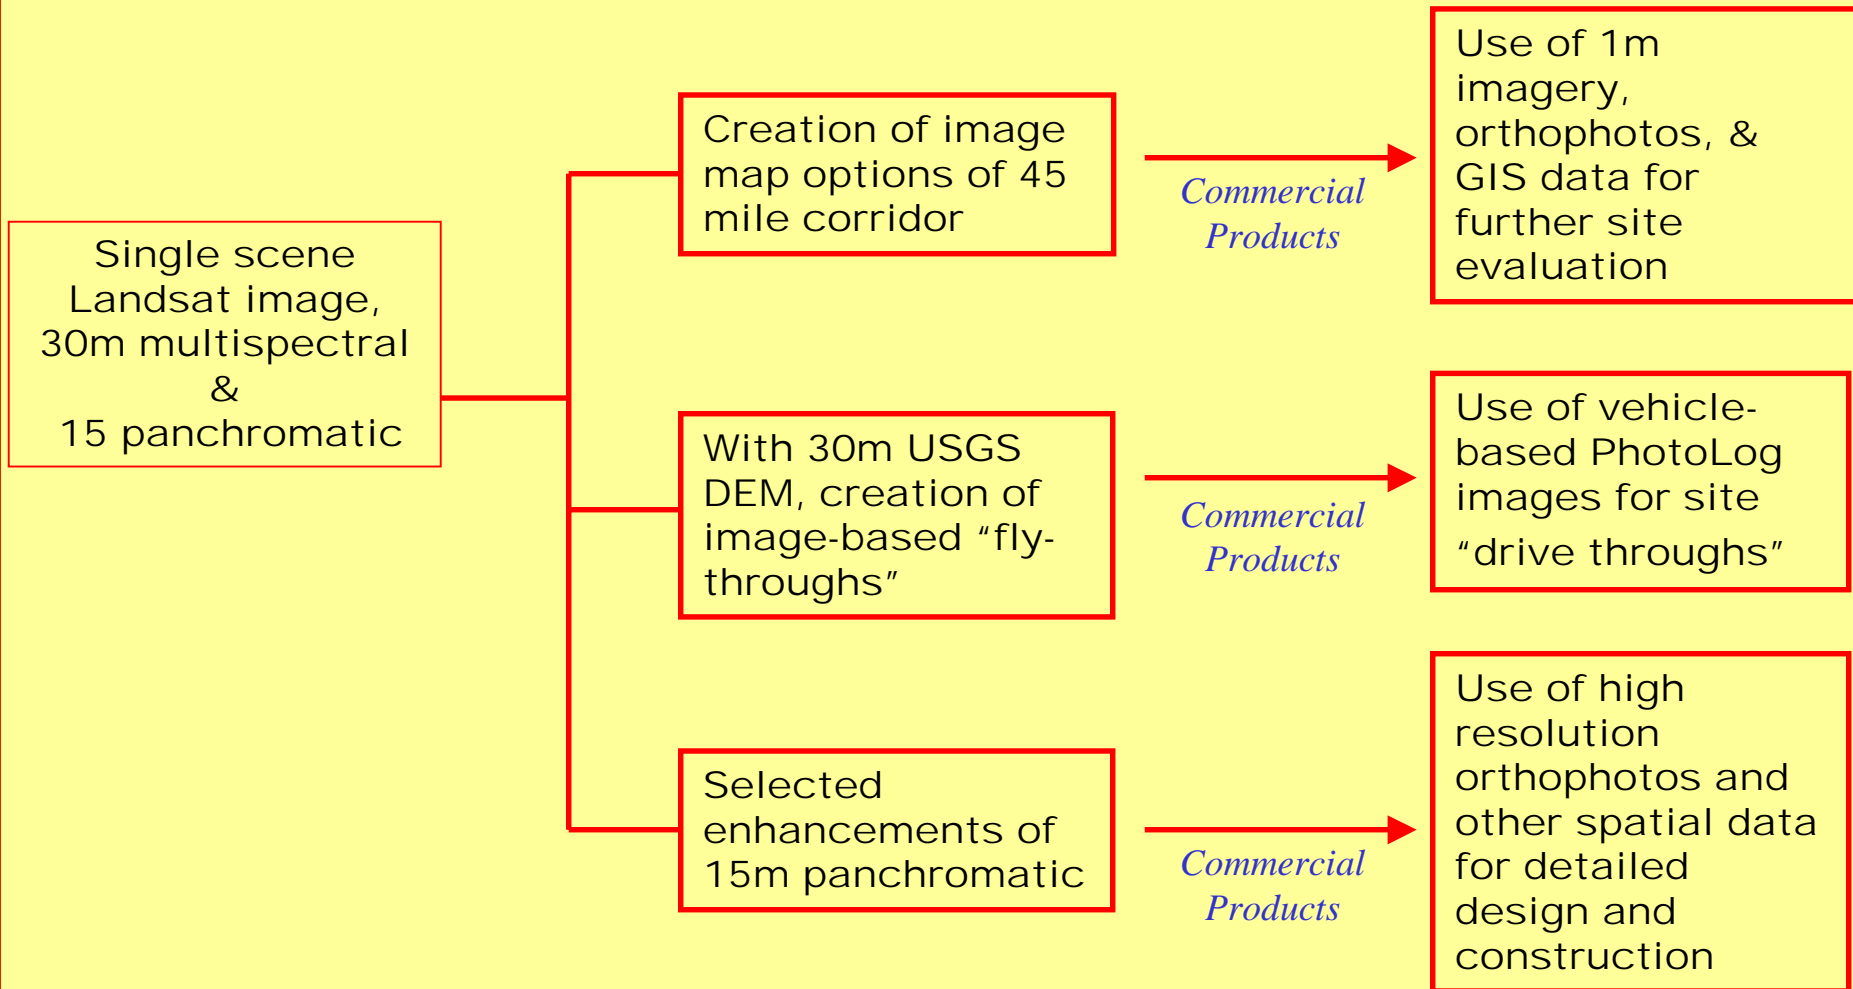 Single scene
Landsat image,
30m multispectral
&
15 panchromatic
Creation of image
map options of 45
mile corridor
Commercial
Products
Use of 1m
imagery,
orthophotos, &
GIS data for
further site
evaluation
With 30m USGS
DEM, creation of
image-based “fly-
throughs”
Commercial
Products
Use of vehicle-
based PhotoLog
images for site
“drive throughs”
Selected
enhancements of
15m panchromatic
Commercial
Products
Use of high
resolution
orthophotos and
other spatial data
for detailed
design and
construction